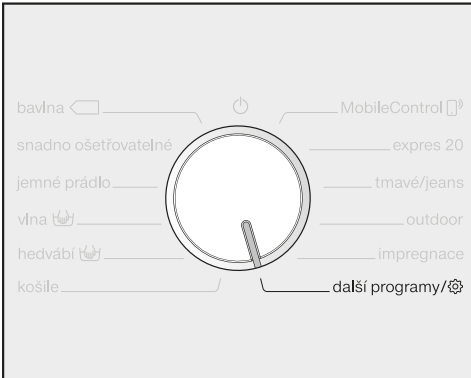 bavlna
MobileControl
snadno ošetřovatelné
expres 20
jemné prádlo
tmavé/jeans
vlna
outdoor
hedvábí
impregnace
košile
další programy/